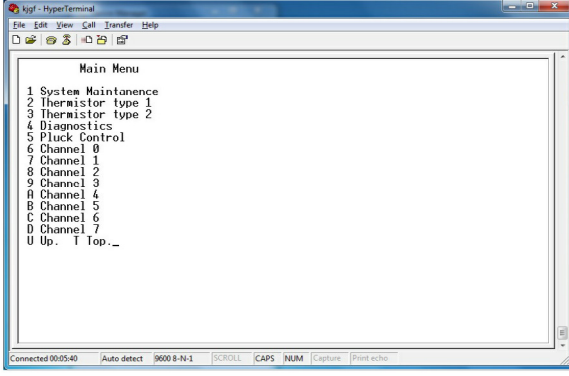 kjgf - HyperTerminal
File Edit View Call Transfer Help
Main Menu
1 System Maintanence
2 Thermistor type 1
3 Thermistor type 2
4 Diagnostics
5 Pluck Control
6 Channel 0
7 Channel 1
8 Channel 2
9 Channel 3
A Channel 4
B Channel 5
C Channel 6
D Channel 7
U Up. T Top._
Connected 00:05:40 Auto detect 9600 8-N-1 SCROLL CAPS NUM Capture Print echo